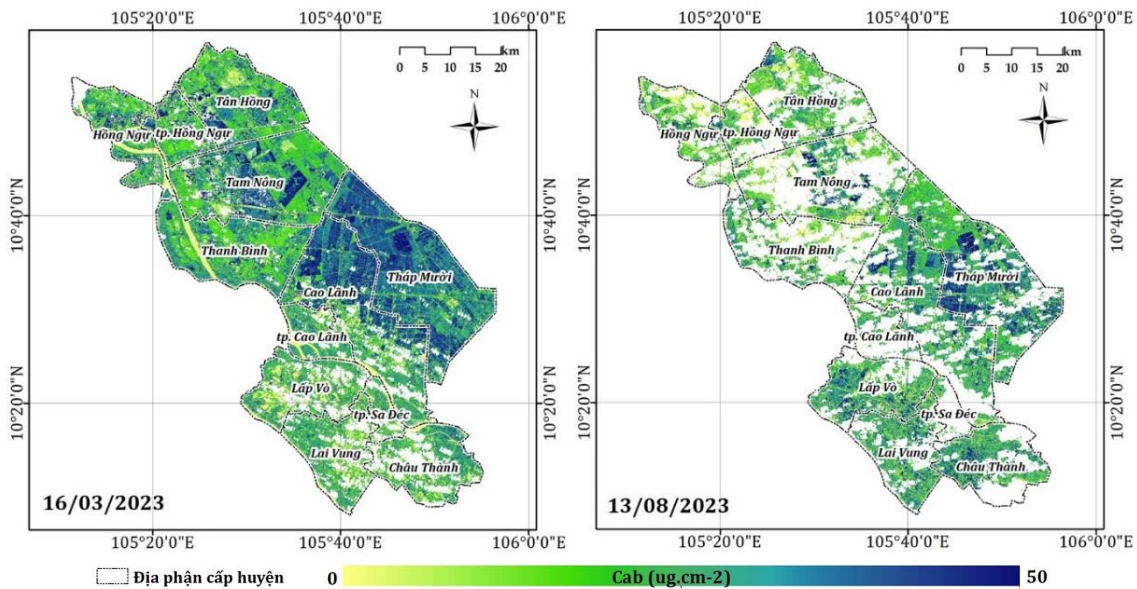 105°20'0"E 105°40'0"E 106°0'0"E
105°20'0"E 105°40'0"E 106°0'0"E
km
0 5 10 15 20
N
Tân Hồng
Hồng Ngự
tp. Hồng Ngự
Tam Nông
10°40'0"N
Thanh Bình
Tháp Mười
Cao Lãnh
tp. Cao Lãnh
Lấp Vò
10°20'0"N
tp. Sa Đéc
Lai Vung
Châu Thành
16/03/2023
10°40'0"N
10°20'0"N
km
0 5 10 15 20
N
Tân Hồng
Hồng Ngự
tp. Hồng Ngự
Tam Nông
10°40'0"N
Thanh Bình
Tháp Mười
Cao Lãnh
tp. Cao Lãnh
Lấp Vò
10°20'0"N
tp. Sa Đéc
Lai Vung
Châu Thành
13/08/2023
10°40'0"N
10°20'0"N
105°20'0"E 105°40'0"E 106°0'0"E
105°20'0"E 105°40'0"E 106°0'0"E
Địa phận cấp huyện
0 Cab (ug.cm-2) 50